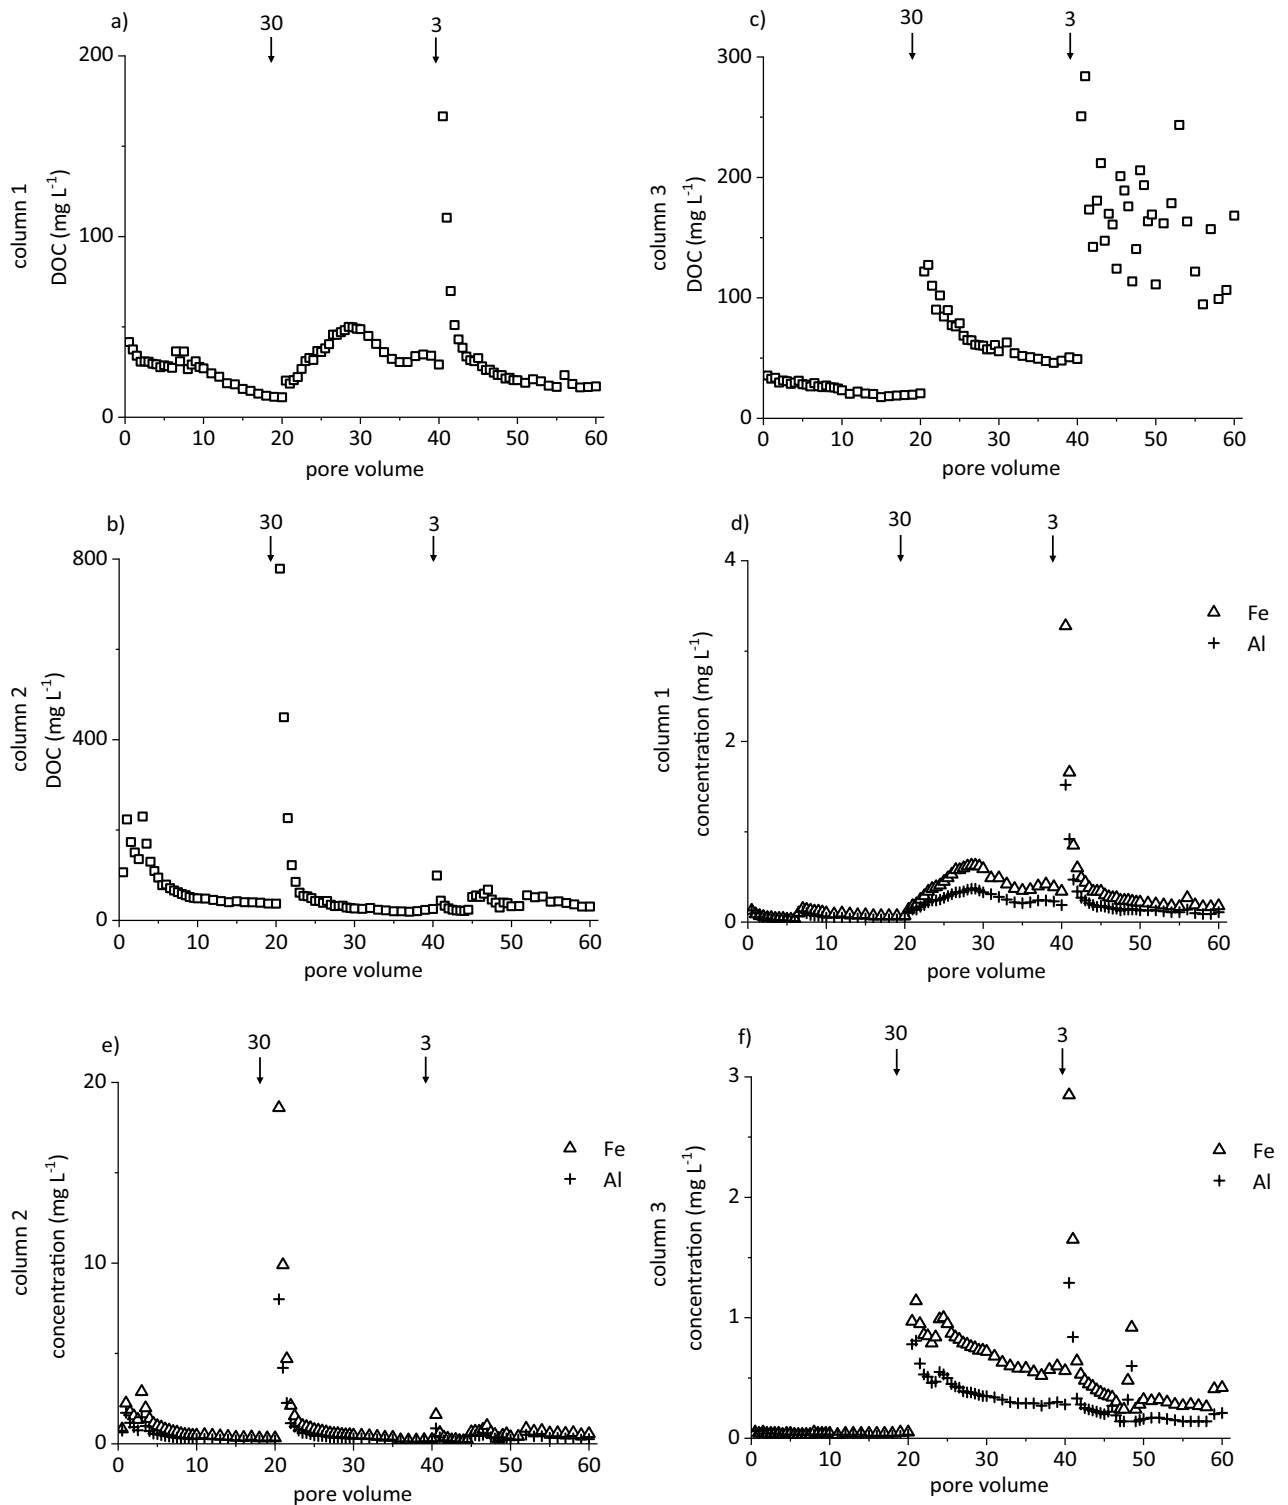 a)
30
3
200
100
0
column 1
DOC (mg L-1)
0 10 20 30 40 50 60
pore volume
c)
30
3
300
200
100
0
column 3
DOC (mg L-1)
0 10 20 30 40 50 60
pore volume
b)
30
3
800
400
0
column 2
DOC (mg L-1)
0 10 20 30 40 50 60
pore volume
d)
30
3
4
2
0
column 1
concentration (mg L-1)
Fe
Al
0 10 20 30 40 50 60
pore volume
e)
30
3
20
10
0
column 2
concentration (mg L-1)
Fe
Al
0 10 20 30 40 50 60
pore volume
f)
30
3
3
2
1
0
column 3
concentration (mg L-1)
Fe
Al
0 10 20 30 40 50 60
pore volume